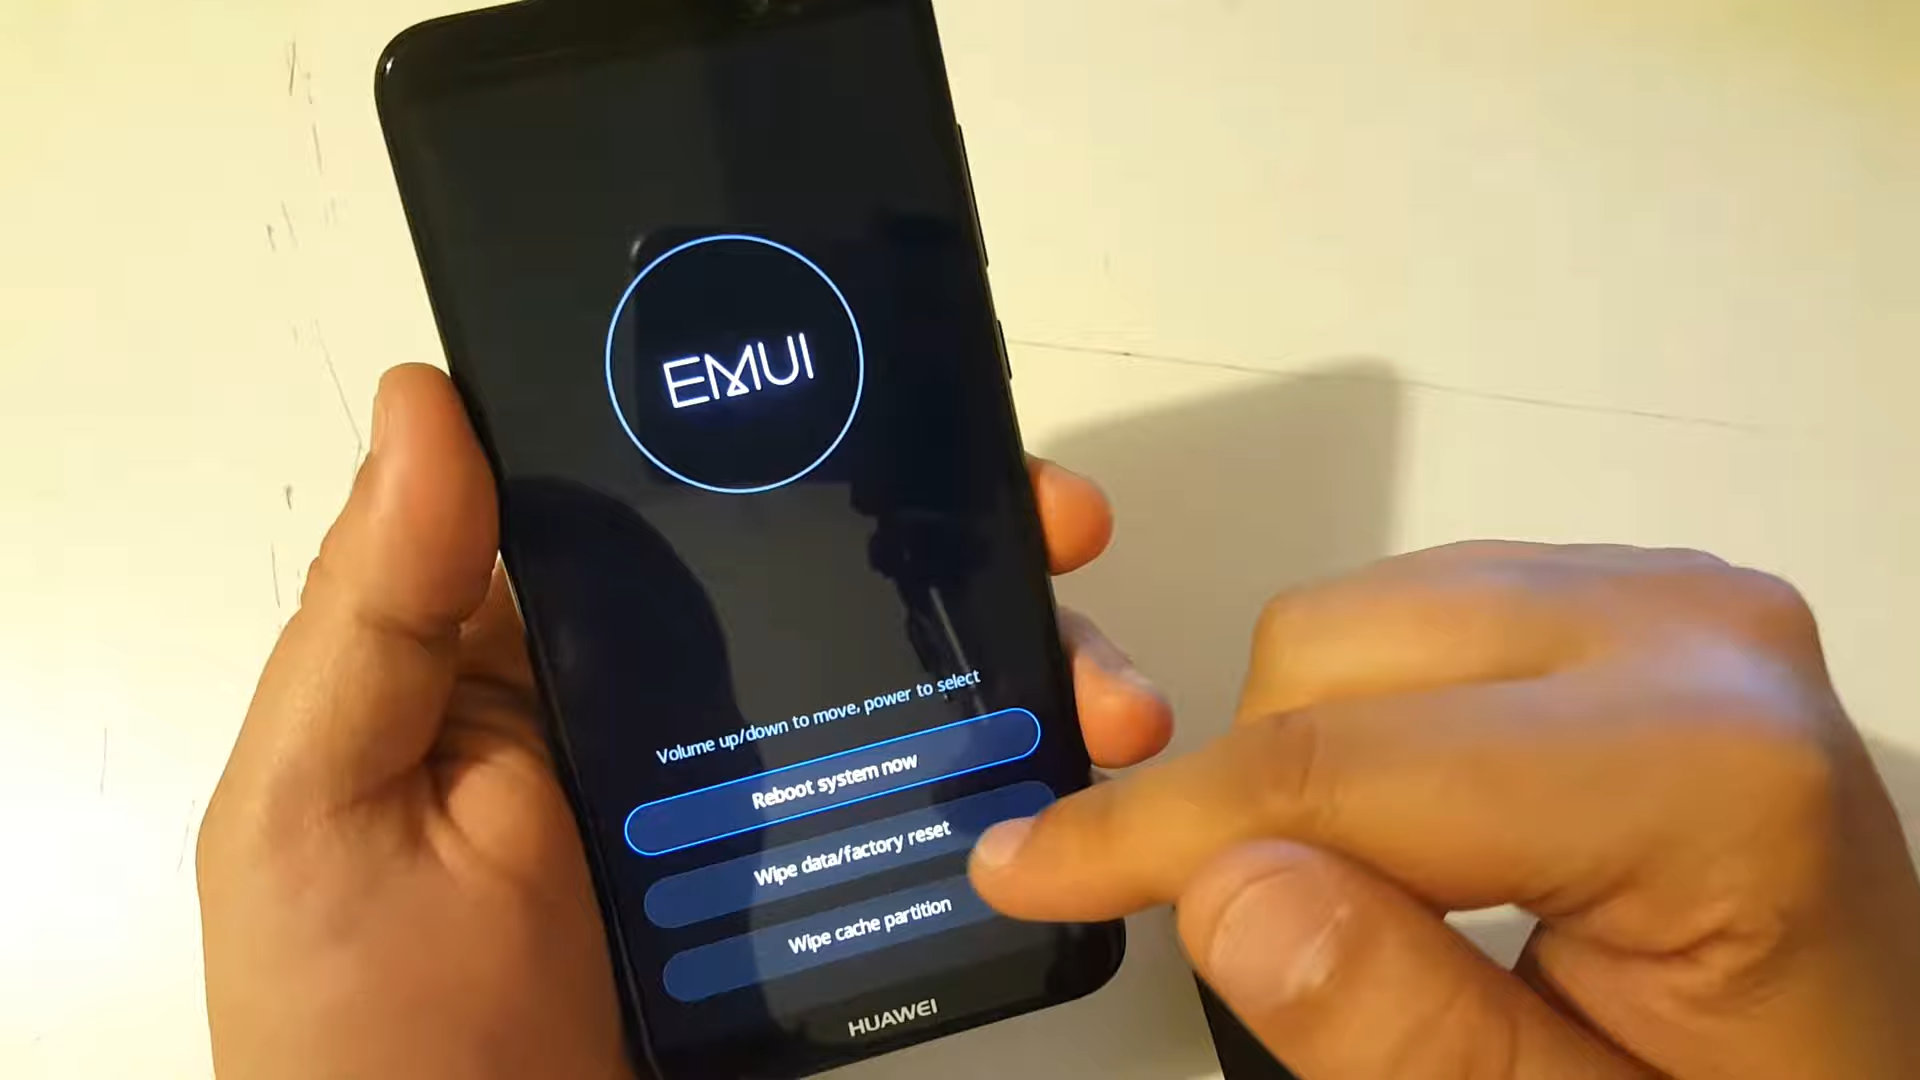 EMUI
Volume up/down to move, power to select
Reboot system now
Wipe data/factory reset
Wipe cache partition
HUAWEI